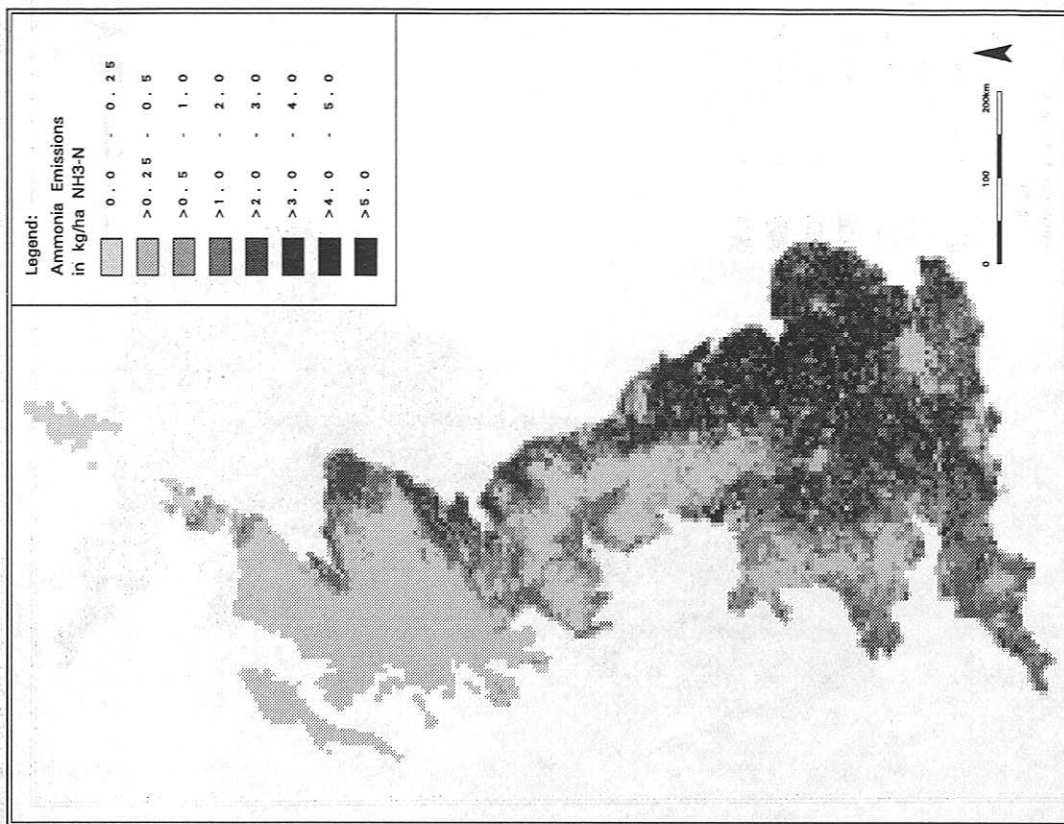 Legend:
Ammonia Emissions
in kg/ha NH3-N
0.0 - 0.25
>0.25 - 0.5
>0.5 - 1.0
>1.0 - 2.0
>2.0 - 3.0
>3.0 - 4.0
>4.0 - 5.0
>5.0
0 100 200km